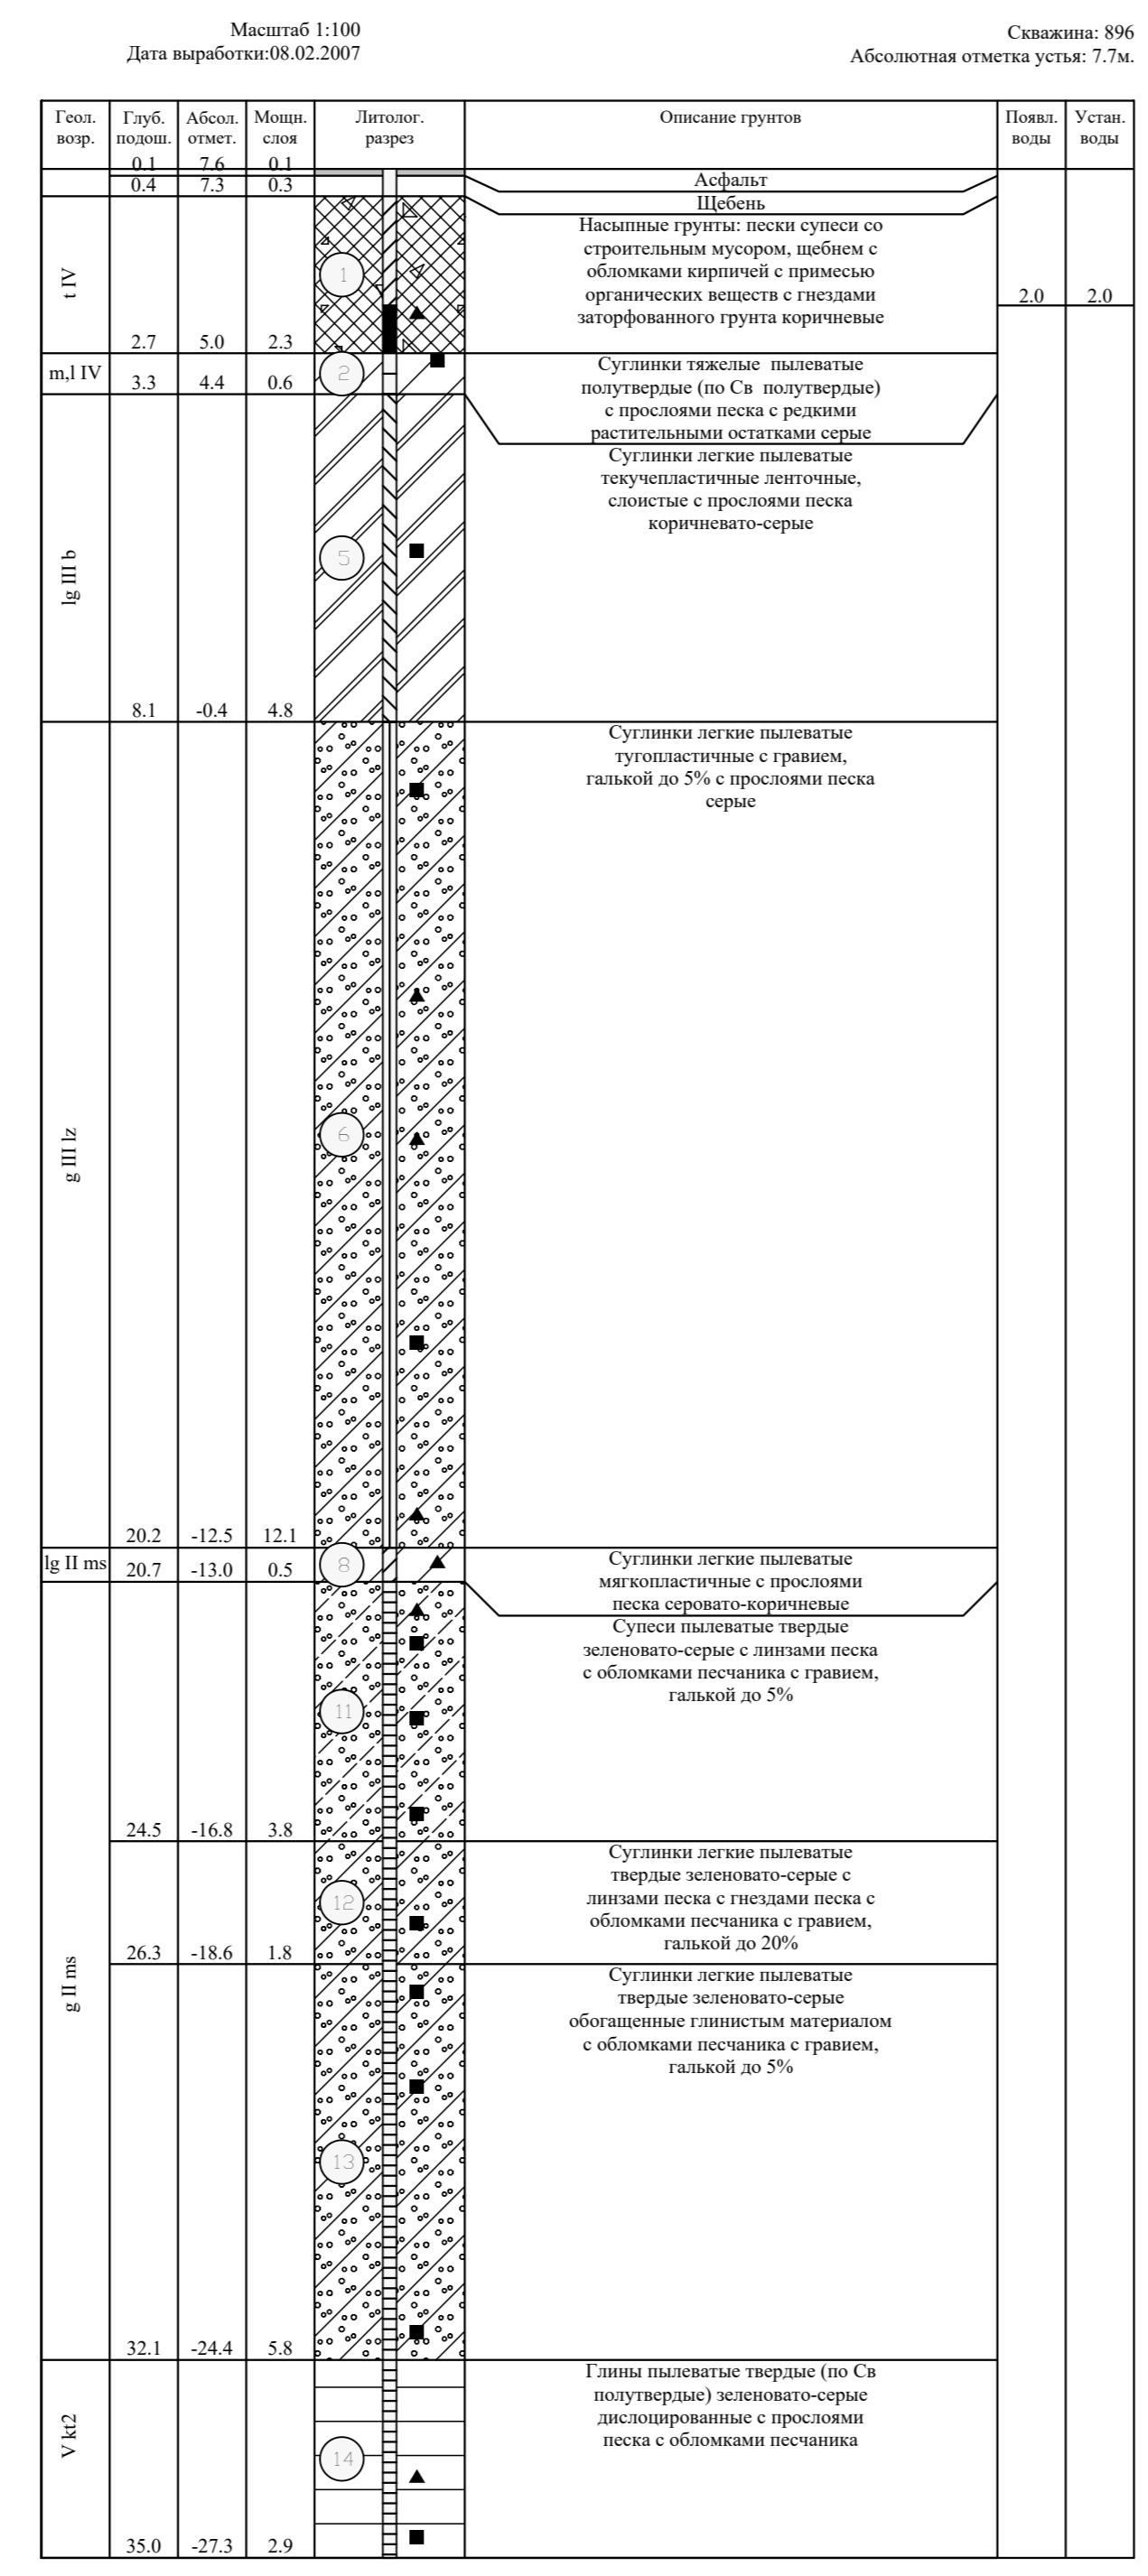 Масштаб 1:100
Дата выработки:08.02.2007
Скважина: 896
Абсолютная отметка устья: 7.7м.
Геол. Глуб. Абсол. Мощн. Литолог. Описание грунтов Появл. Устан.
возр. подош. отмет. слоя разрез воды воды
0.1 7.6 0.1
0.4 7.3 0.3 Асфальт
Щебень
Насыпные грунты: пески супеси со
строительным мусором, щебнем с
t IV 1 обломками кирпичей с примесью
органических веществ с гнездами 2.0 2.0
заторфованного грунта коричневые
2.7 5.0 2.3
Суглинки тяжелые пылеватые
m,l IV 3.3 4.4 0.6 2 полутвердые (по Св полутвердые)
с прослоями песка с редкими
растительными остатками серые
Суглинки легкие пылеватые
текучепластичные ленточные,
слоистые с прослоями песка
коричневато-серые
lg III b 5
8.1 -0.4 4.8
Суглинки легкие пылеватые
тугопластичные с гравием,
галькой до 5% с прослоями песка
серые
g III lz 6
20.2 -12.5 12.1
Суглинки легкие пылеватые
lg II ms 20.7 -13.0 0.5 8 мягкопластичные с прослоями
песка серовато-коричневые
Супеси пылеватые твердые
зеленовато-серые с линзами песка
с обломками песчаника с гравием,
галькой до 5%
11
24.5 -16.8 3.8
Суглинки легкие пылеватые
твердые зеленовато-серые с
12 линзами песка с гнездами песка с
обломками песчаника с гравием,
галькой до 20%
26.3 -18.6 1.8
g II ms
Суглинки легкие пылеватые
твердые зеленовато-серые
обогащенные глинистым материалом
с обломками песчаника с гравием,
галькой до 5%
13
32.1 -24.4 5.8
Глины пылеватые твердые (по Св
полутвердые) зеленовато-серые
дислоцированные с прослоями
песка с обломками песчаника
V kt2 14
35.0 -27.3 2.9